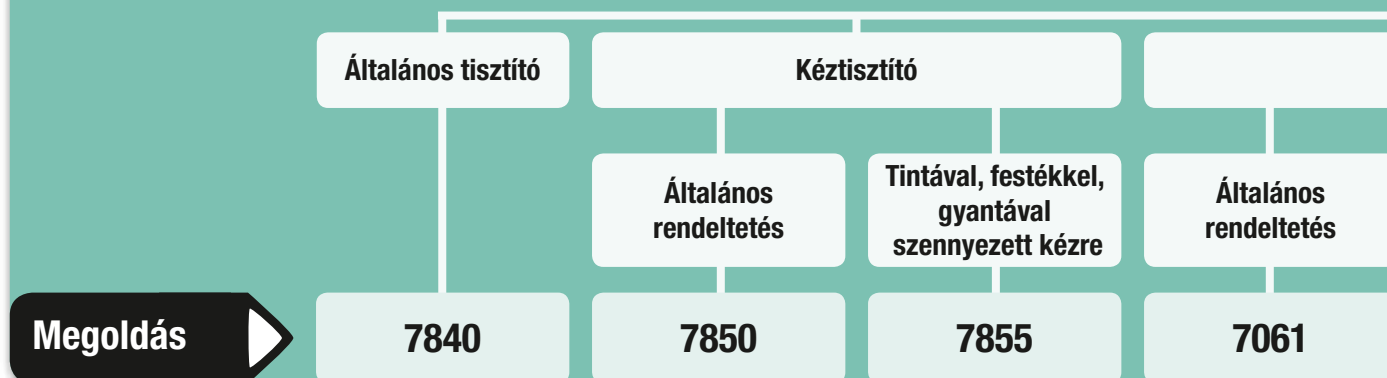 Általános tisztító
Kéztisztító
Általános
rendeltetés
Tintával, festékkel,
gyantával
szennyezett kézre
Általános
rendeltetés
Megoldás
7840
7850
7855
7061